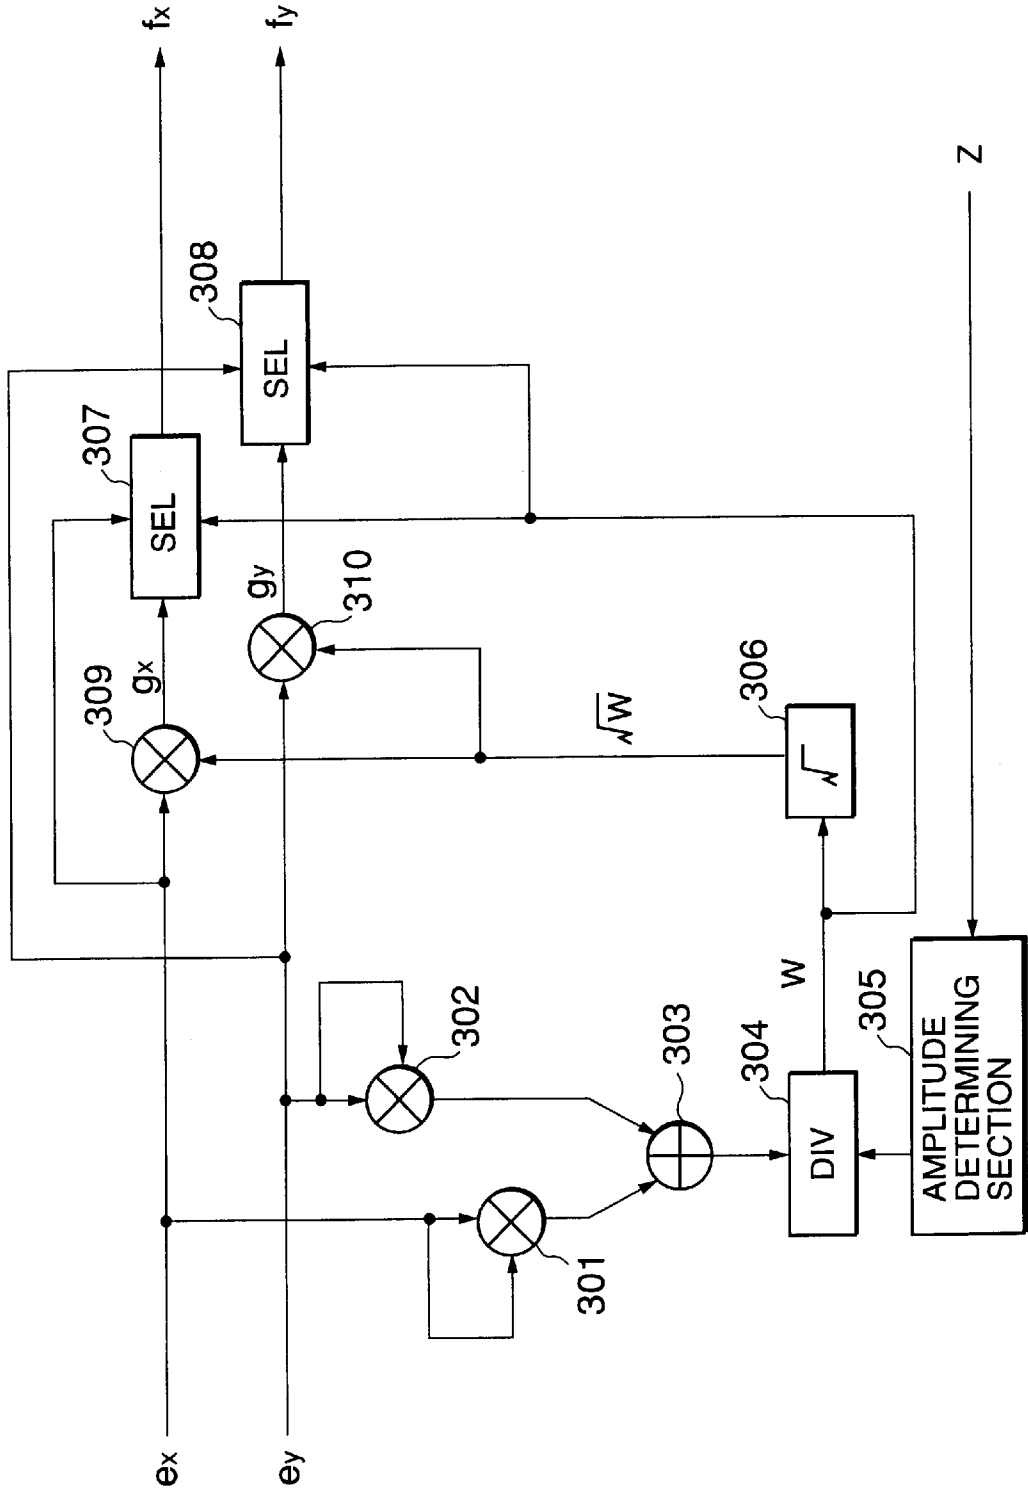 ex
ey
fx
fy
307
SEL
308
SEL
309
gx
gy
310
√W
306
√
302
301
303
W
304
DIV
305
AMPLITUDE
DETERMINING
SECTION
Z